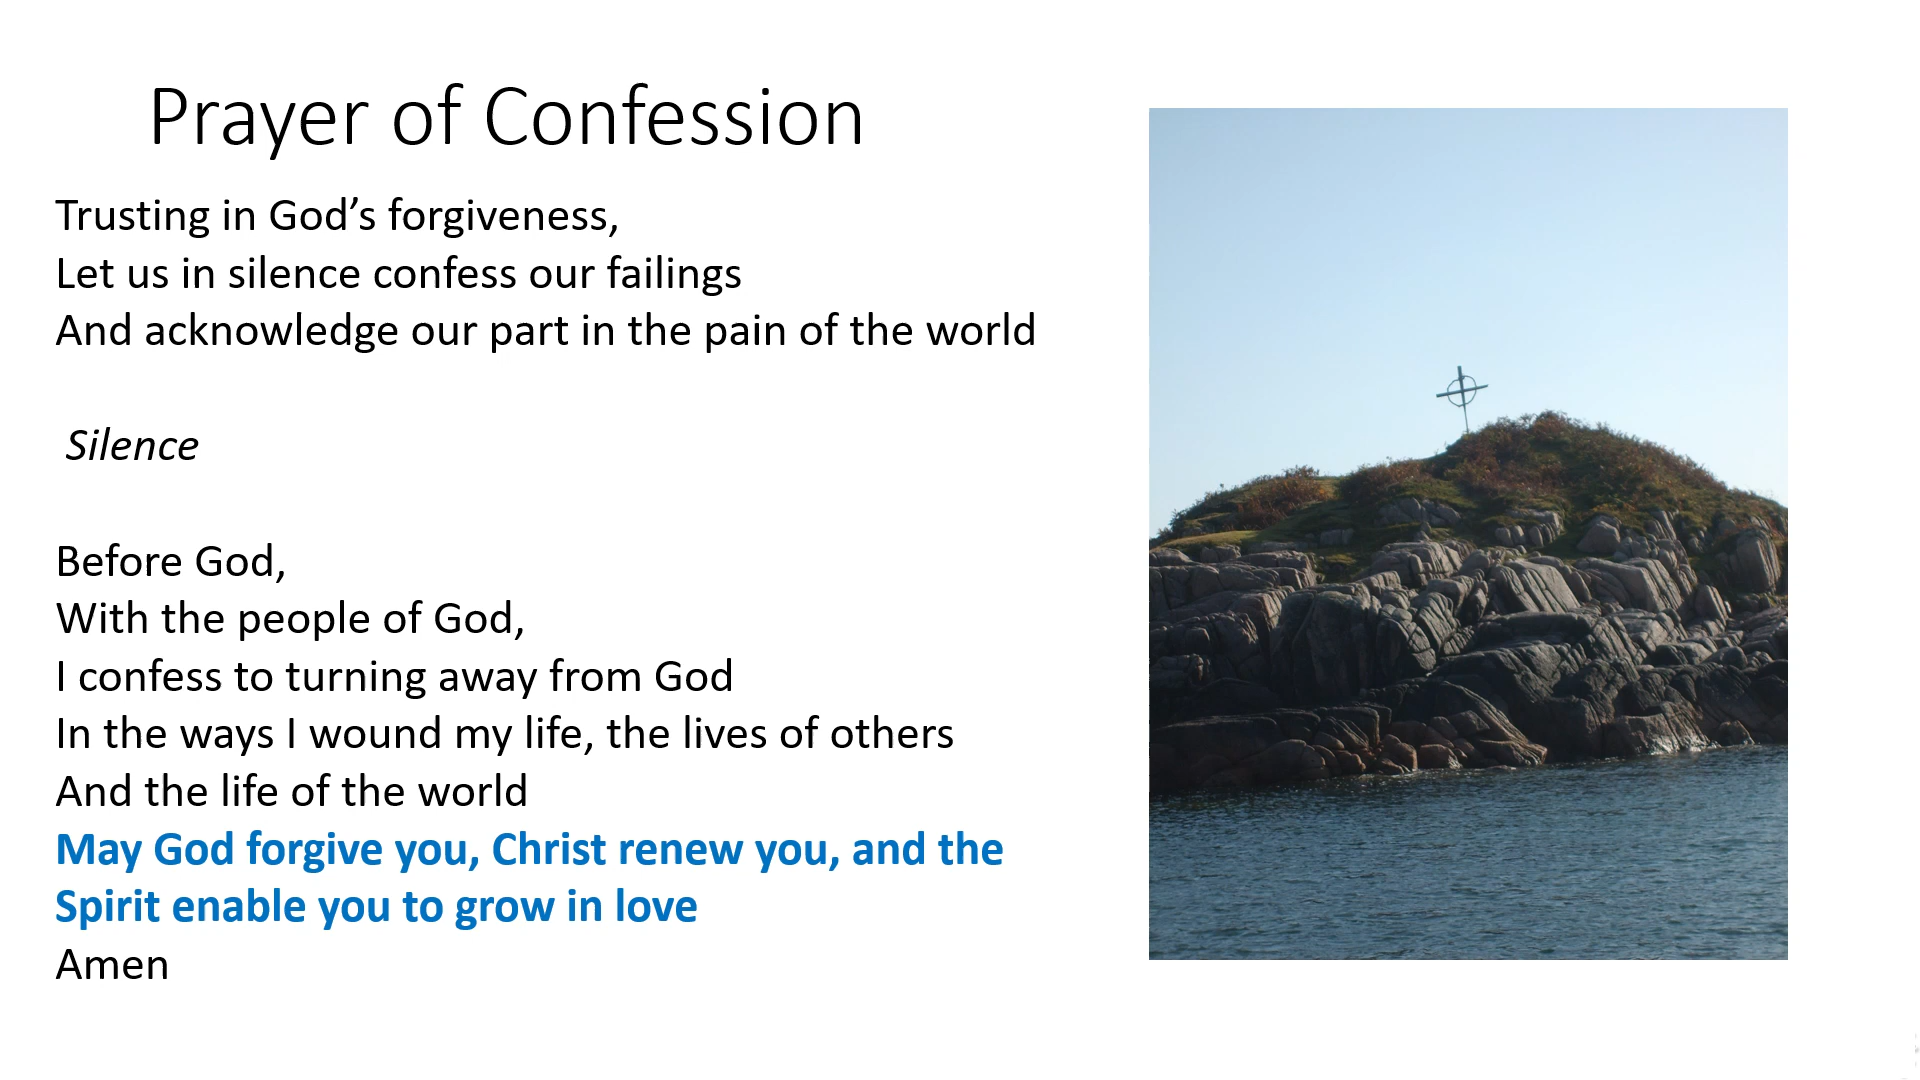 Prayer of Confession
Trusting in God’s forgiveness,
Let us in silence confess our failings
And acknowledge our part in the pain of the world
Silence
Before God,
With the people of God,
I confess to turning away from God
In the ways I wound my life, the lives of others
And the life of the world
May God forgive you, Christ renew you, and the
Spirit enable you to grow in love
Amen